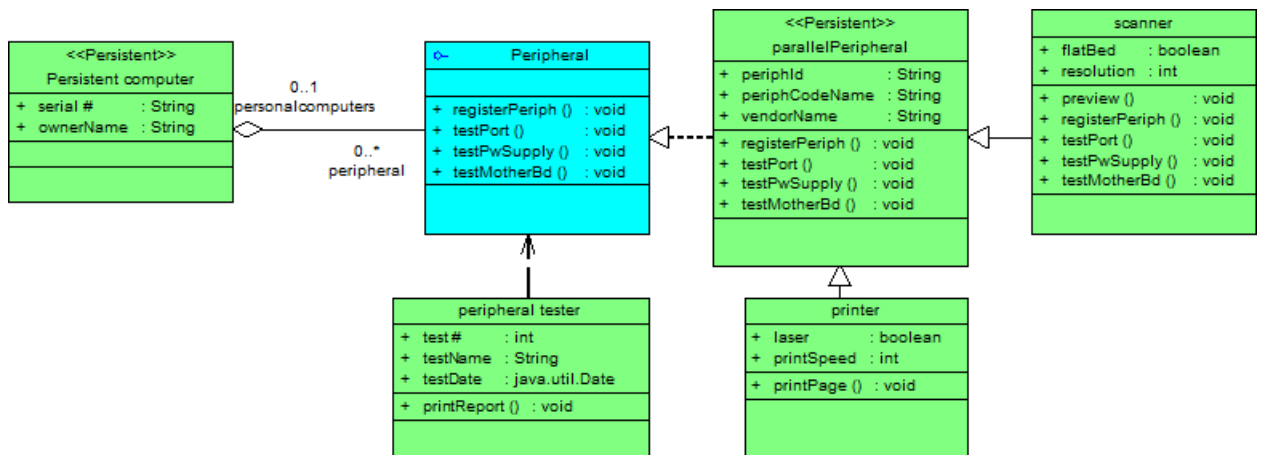 <<Persistent>>
Persistent computer
+ serial # : String
+ ownerName : String
0..1
personalcomputers
0..*
peripheral
Peripheral
+ registerPeriph () : void
+ testPort () : void
+ testPwSupply () : void
+ testMotherBd () : void
<<Persistent>>
parallelPeripheral
+ periphId : String
+ periphCodeName : String
+ vendorName : String
+ registerPeriph () : void
+ testPort () : void
+ testPwSupply () : void
+ testMotherBd () : void
scanner
+ flatBed : boolean
+ resolution : int
+ preview () : void
+ registerPeriph () : void
+ testPort () : void
+ testPwSupply () : void
+ testMotherBd () : void
peripheral tester
+ test# : int
+ testName : String
+ testDate : java.util.Date
+ printReport () : void
printer
+ laser : boolean
+ printSpeed : int
+ printPage () : void